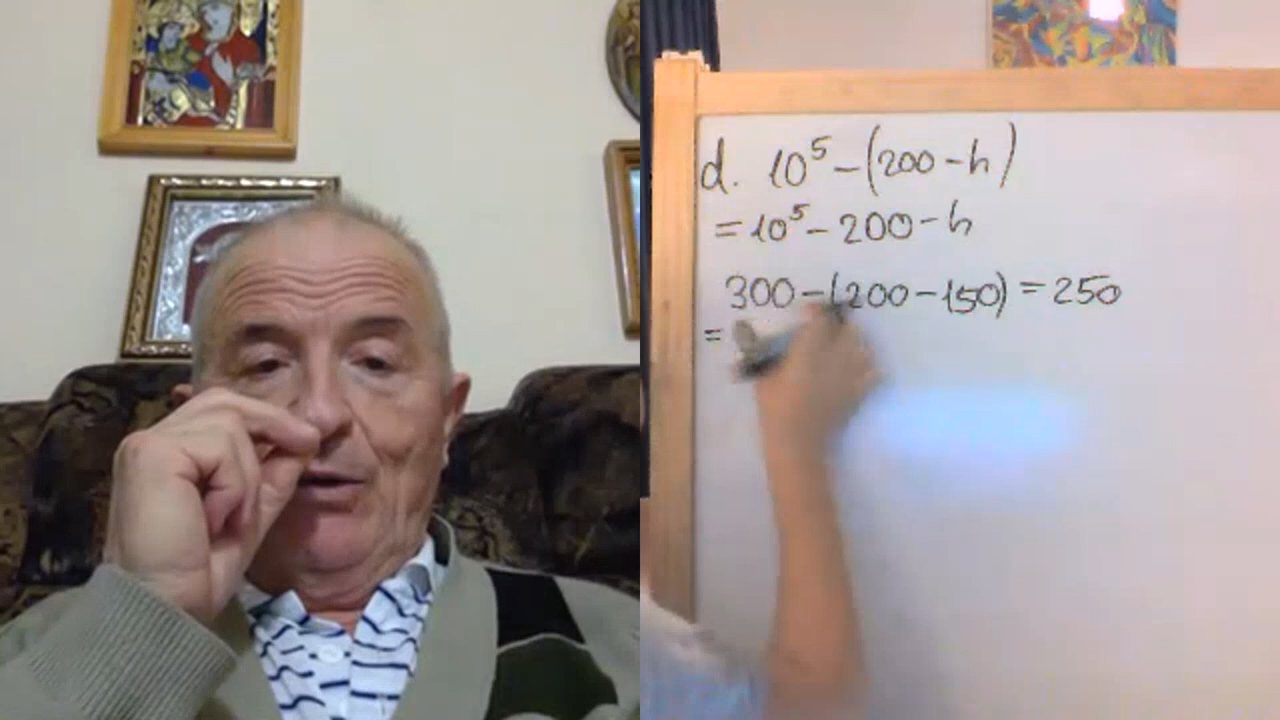 d. 10⁵-(200-h)
=10⁵-200-h
300-(200-150)=250
=